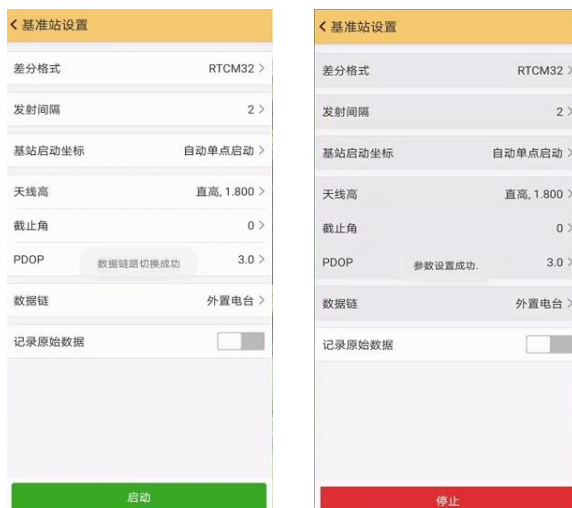 基准站设置
差分格式 RTCM32
发射间隔 2
基站启动坐标 自动单点启动
天线高 直高, 1.800
截止角 0
PDOP 3.0
数据链路切换成功
数据链 外置电台
记录原始数据
启动
基准站设置
差分格式 RTCM32
发射间隔 2
基站启动坐标 自动单点启动
天线高 直高, 1.800
截止角 0
PDOP 3.0
参数设置成功.
数据链 外置电台
记录原始数据
停止